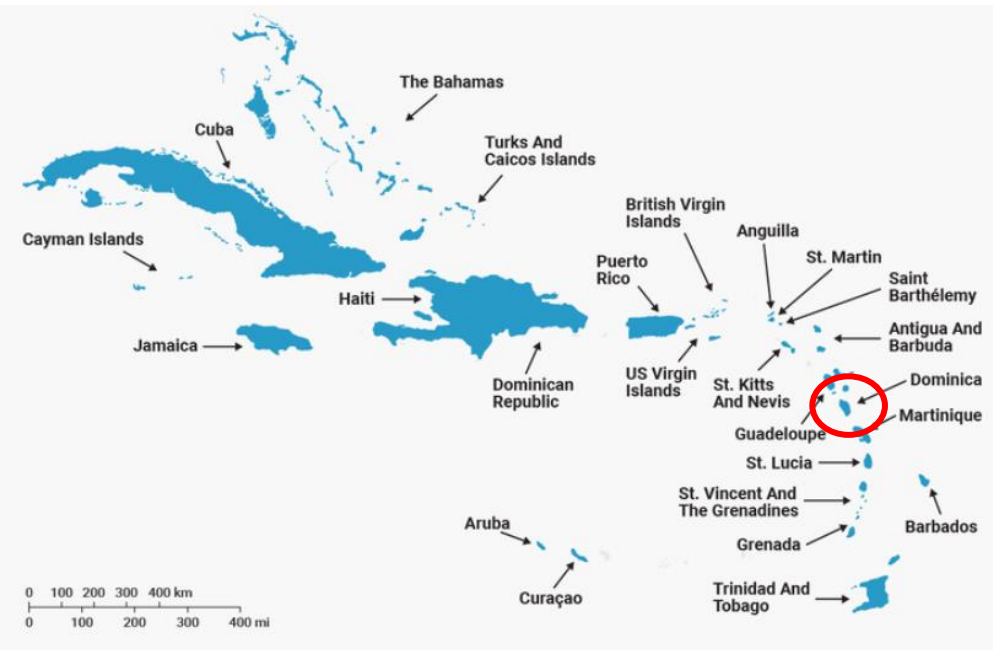 The Bahamas
Cuba
Turks And
Caicos Islands
British Virgin
Islands
Anguilla
Cayman Islands
St. Martin
Puerto
Rico
Saint
Barthélemy
Haiti
Antigua And
Barbuda
Jamaica
Dominican
Republic
US Virgin
Islands
St. Kitts
And Nevis
Dominica
Martinique
Guadeloupe
St. Lucia
St. Vincent And
The Grenadines
Barbados
Aruba
Grenada
Curaçao
Trinidad And
Tobago
0 100 200 300 400 km
0 100 200 300 400 mi